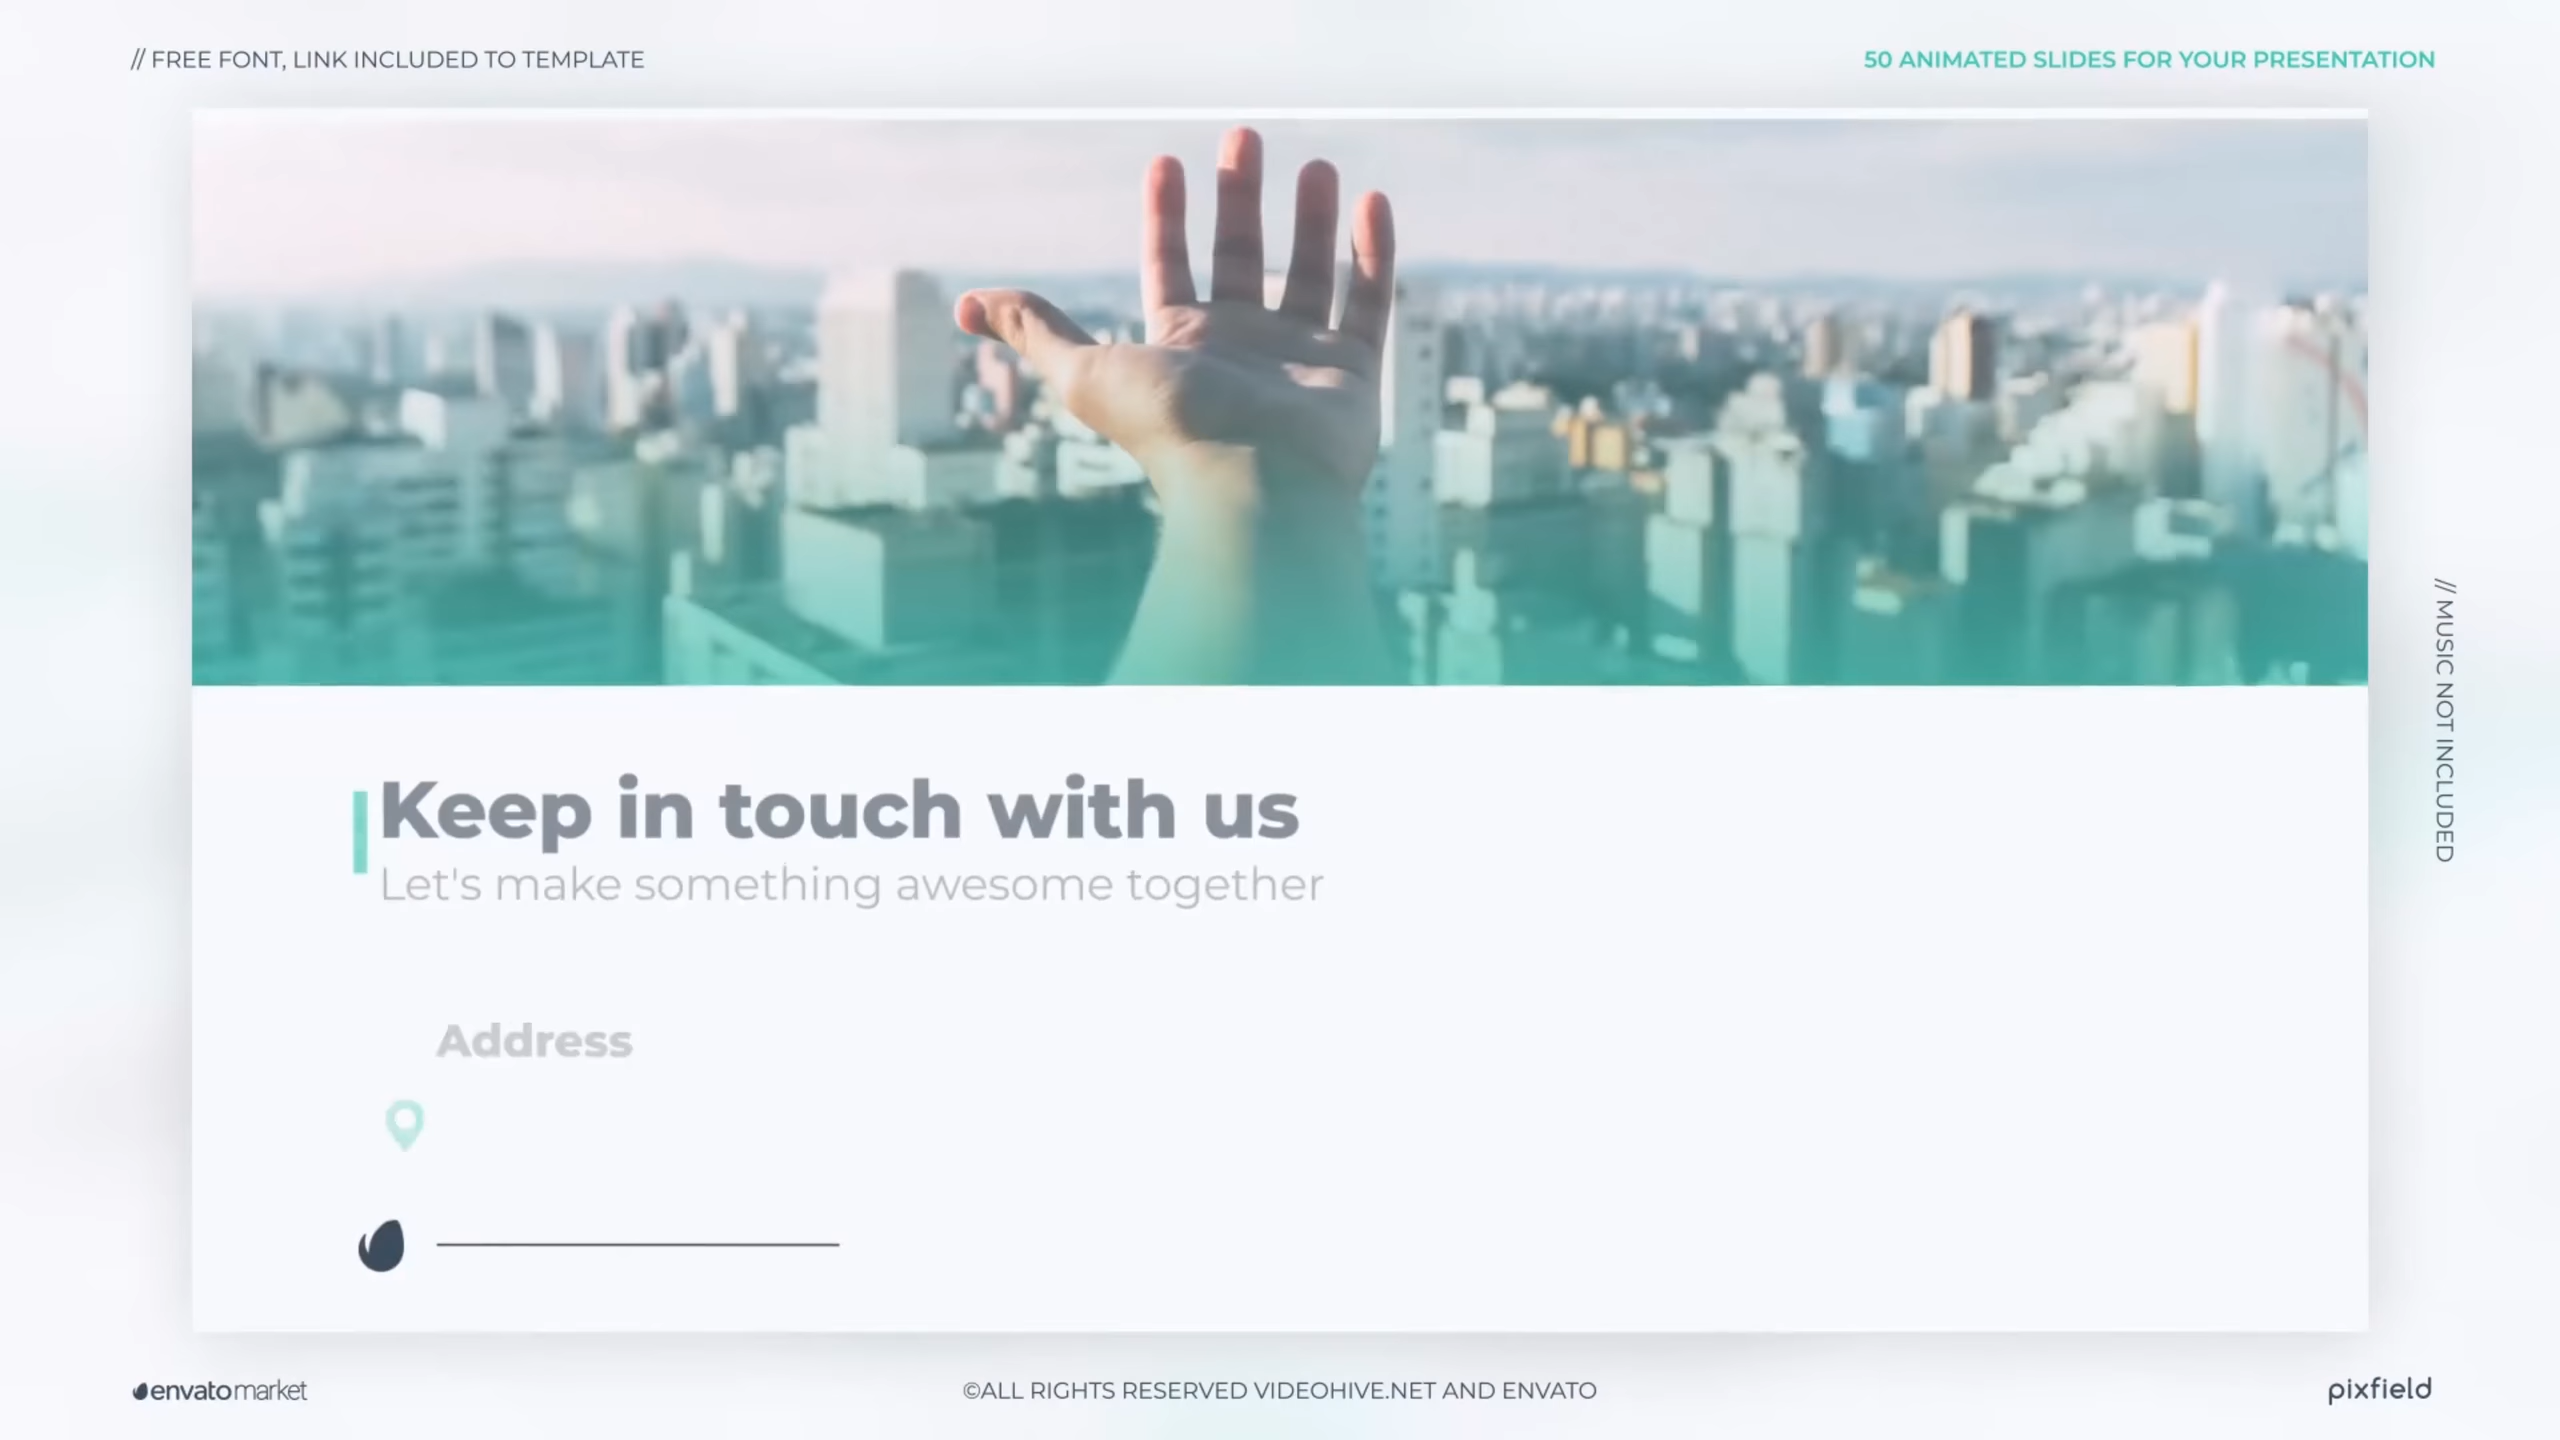 // FREE FONT, LINK INCLUDED TO TEMPLATE
50 ANIMATED SLIDES FOR YOUR PRESENTATION
Keep in touch with us
Let's make something awesome together
Address
// MUSIC NOT INCLUDED
envatomarket
©ALL RIGHTS RESERVED VIDEOHIVE.NET AND ENVATO
pixfield